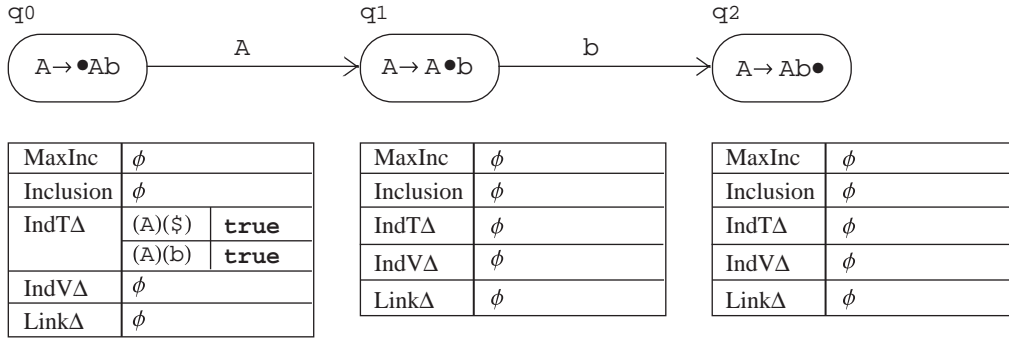 q0 q1 q2
A b
A→ •Ab A→ A•b A→ Ab•
MaxInc ϕ
Inclusion ϕ
IndTΔ (A)($) true
(A)(b) true
IndVΔ ϕ
LinkΔ ϕ
MaxInc ϕ
Inclusion ϕ
IndTΔ ϕ
IndVΔ ϕ
LinkΔ ϕ
MaxInc ϕ
Inclusion ϕ
IndTΔ ϕ
IndVΔ ϕ
LinkΔ ϕ